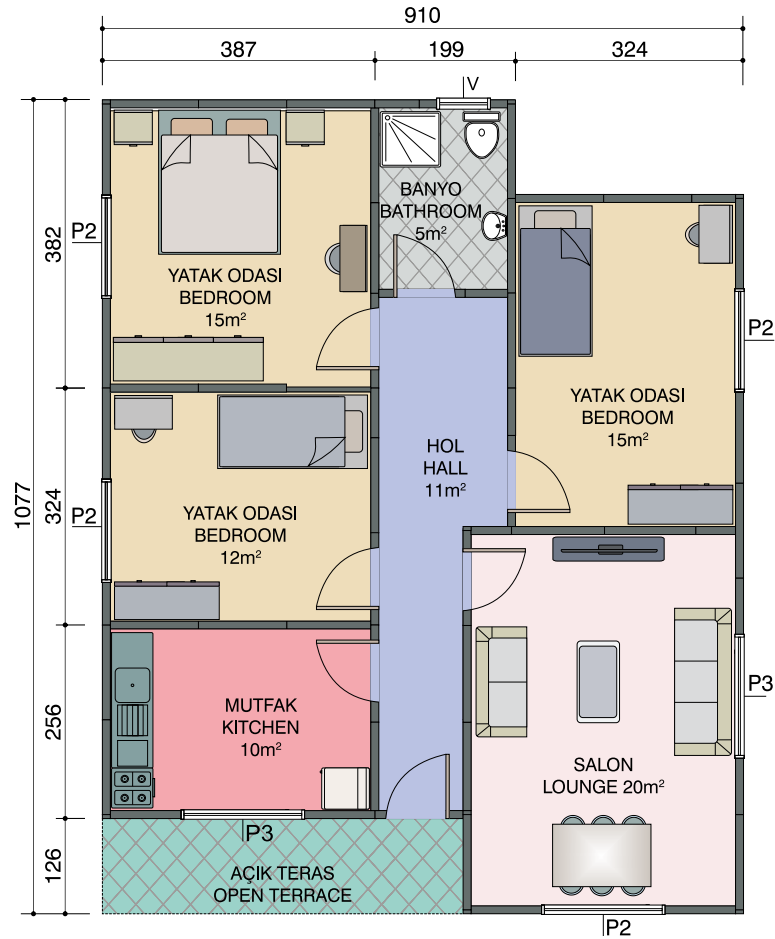 910
387
199
324
V
BANYO
BATHROOM
5m²
P2
382
YATAK ODASI
BEDROOM
15m²
P2
YATAK ODASI
BEDROOM
15m²
HOL
HALL
11m²
1077
324
P2
YATAK ODASI
BEDROOM
12m²
256
MUTFAK
KITCHEN
10m²
P3
SALON
LOUNGE 20m²
P3
126
AÇIK TERAS
OPEN TERRACE
P2